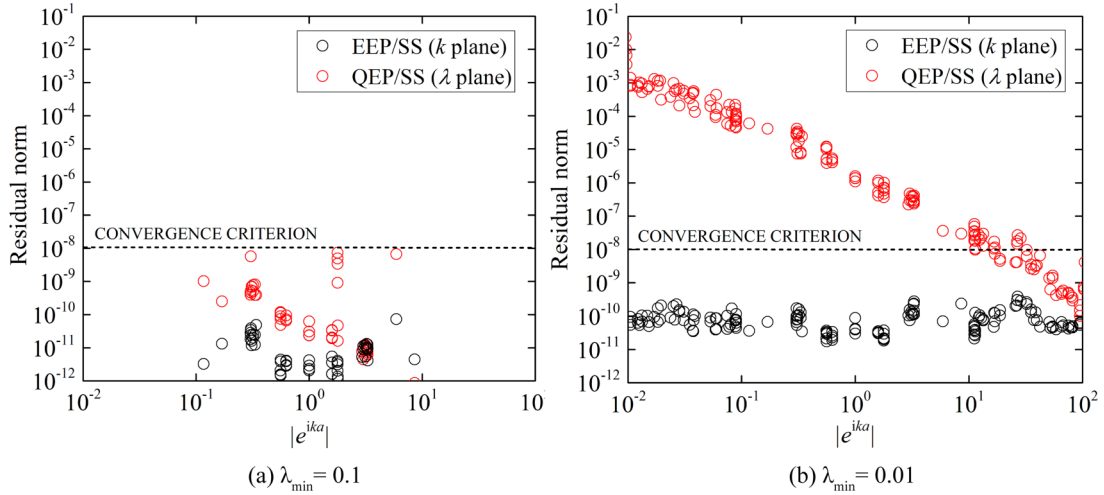 10^-1
10^-2
10^-3
10^-4
10^-5
10^-6
10^-7
10^-8
10^-9
10^-10
10^-11
10^-12
Residual norm
EEP/SS (k plane)
QEP/SS (λ plane)
CONVERGENCE CRITERION
10^-2 10^-1 10^0 10^1 10
|e^ika|
(a) λ_min= 0.1
10^-1
10^-2
10^-3
10^-4
10^-5
10^-6
10^-7
10^-8
10^-9
10^-10
10^-11
10^-12
Residual norm
EEP/SS (k plane)
QEP/SS (λ plane)
CONVERGENCE CRITERION
10^-2 10^-1 10^0 10^1 10^2
|e^ika|
(b) λ_min= 0.01